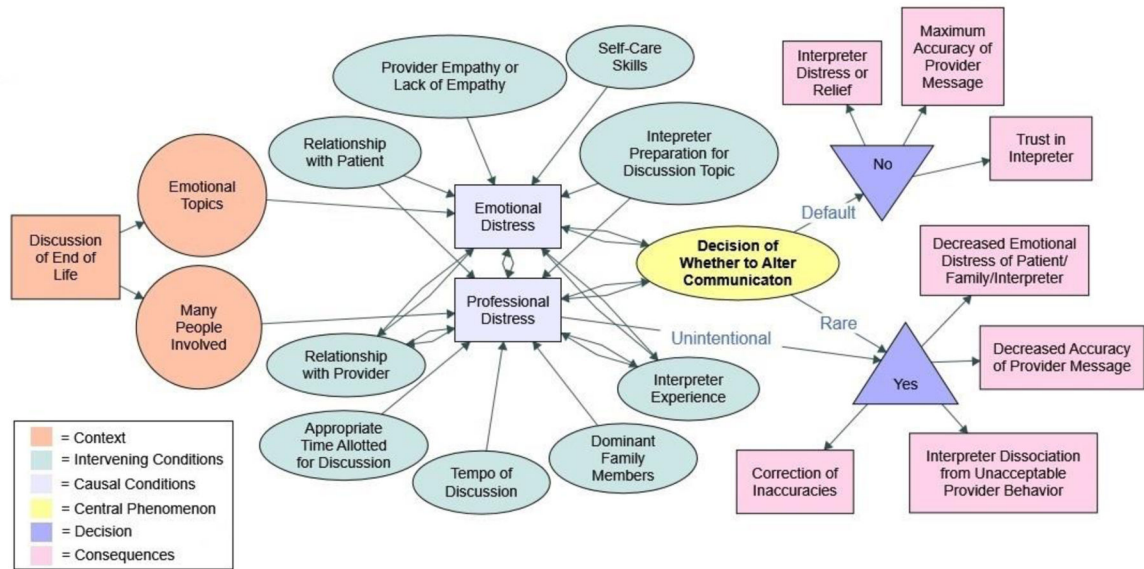 Discussion
of End of
Life
Emotional
Topics
Many
People
Involved
Relationship
with Patient
Provider Empathy or
Lack of Empathy
Self-Care
Skills
Intepreter
Preparation for
Discussion Topic
Emotional
Distress
Professional
Distress
Relationship
with Provider
Appropriate
Time Allotted
for Discussion
Tempo of
Discussion
Dominant
Family
Members
Interpreter
Experience
Decision of
Whether to Alter
Communicaton
Default
Rare
Unintentional
No
Yes
Interpreter
Distress or
Relief
Maximum
Accuracy of
Provider
Message
Trust in
Intepreter
Decreased Emotional
Distress of Patient/
Family/Interpreter
Decreased Accuracy
of Provider Message
Interpreter Dissociation
from Unacceptable
Provider Behavior
Correction of
Inaccuracies
= Context
= Intervening Conditions
= Causal Conditions
= Central Phenomenon
= Decision
= Consequences